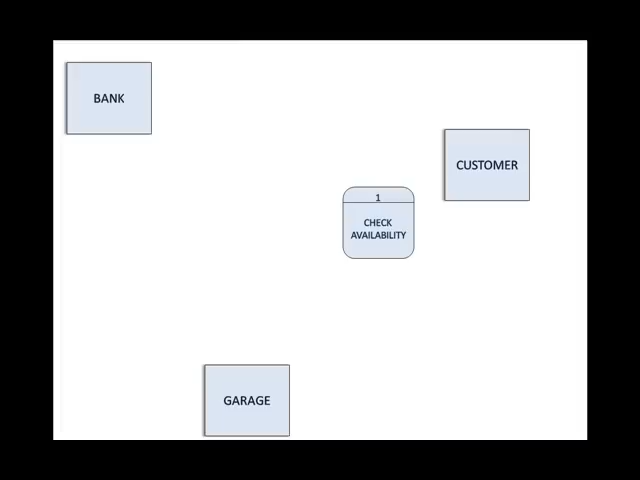 BANK
CUSTOMER
1
CHECK
AVAILABILITY
GARAGE